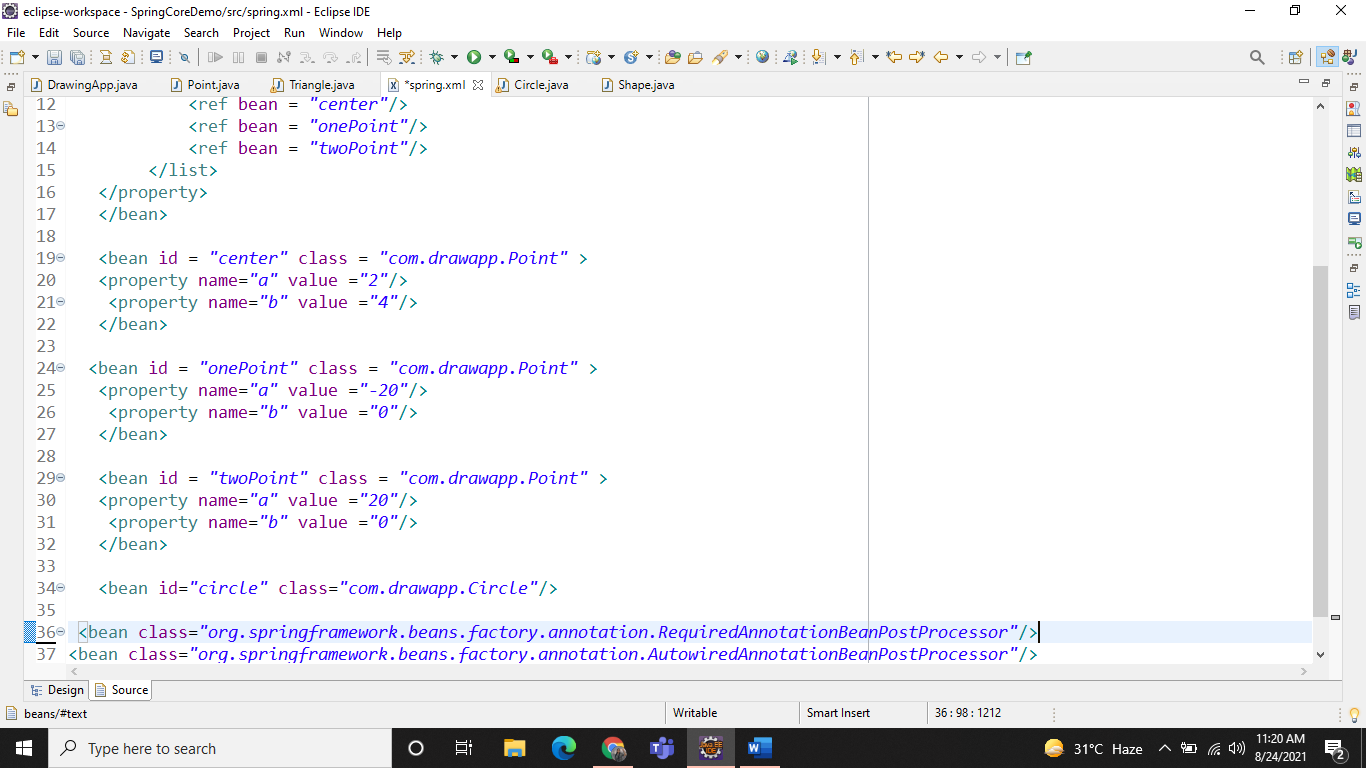 eclipse-workspace - SpringCoreDemo/src/spring.xml - Eclipse IDE
File Edit Source Navigate Search Project Run Window Help
DrawingApp.java Point.java Triangle.java *spring.xml Circle.java Shape.java
12 <ref bean = "center"/>
13 <ref bean = "onePoint"/>
14 <ref bean = "twoPoint"/>
15 </list>
16 </property>
17 </bean>
18
19 <bean id = "center" class = "com.drawapp.Point" >
20 <property name="a" value ="2"/>
21 <property name="b" value ="4"/>
22 </bean>
23
24 <bean id = "onePoint" class = "com.drawapp.Point" >
25 <property name="a" value ="-20"/>
26 <property name="b" value ="0"/>
27 </bean>
28
29 <bean id = "twoPoint" class = "com.drawapp.Point" >
30 <property name="a" value ="20"/>
31 <property name="b" value ="0"/>
32 </bean>
33
34 <bean id="circle" class="com.drawapp.Circle"/>
35
36 <bean class="org.springframework.beans.factory.annotation.RequiredAnnotationBeanPostProcessor"/>
37 <bean class="org.springframework.beans.factory.annotation.AutowiredAnnotationBeanPostProcessor"/>
Design Source
beans/#text Writable Smart Insert 36 : 98 : 1212
Type here to search 31°C Haze 11:20 AM
8/24/2021 2